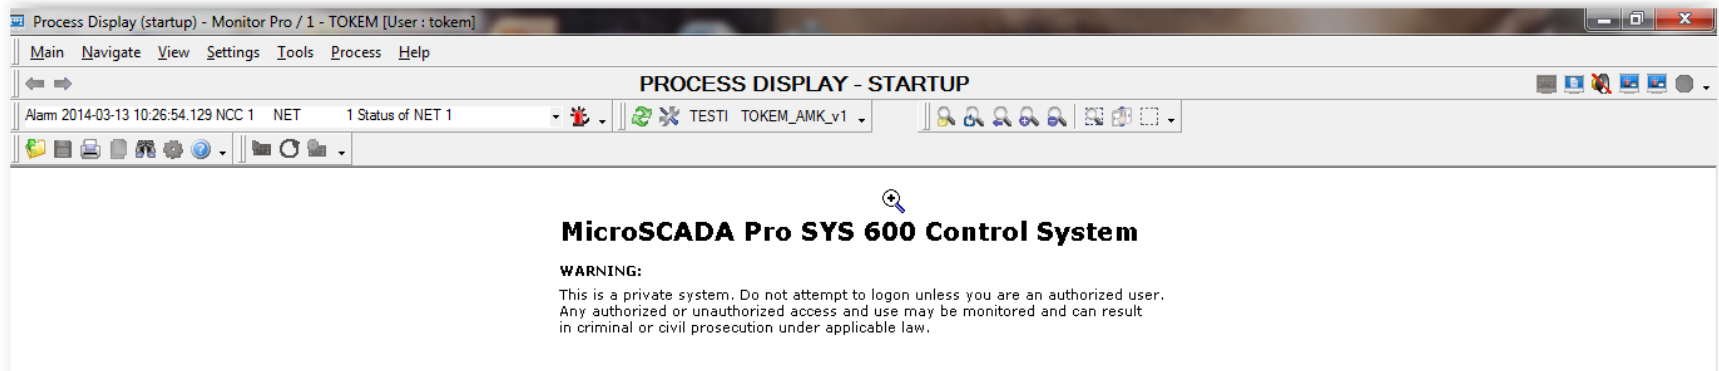 Process Display (startup) - Monitor Pro / 1 - TOKEM [User : tokem]
Main Navigate View Settings Tools Process Help
PROCESS DISPLAY - STARTUP
Alarm 2014-03-13 10:26:54.129 NCC 1 NET 1 Status of NET 1
TESTI TOKEM_AMK_v1
MicroSCADA Pro SYS 600 Control System
WARNING:
This is a private system. Do not attempt to logon unless you are an authorized user.
Any authorized or unauthorized access and use may be monitored and can result
in criminal or civil prosecution under applicable law.